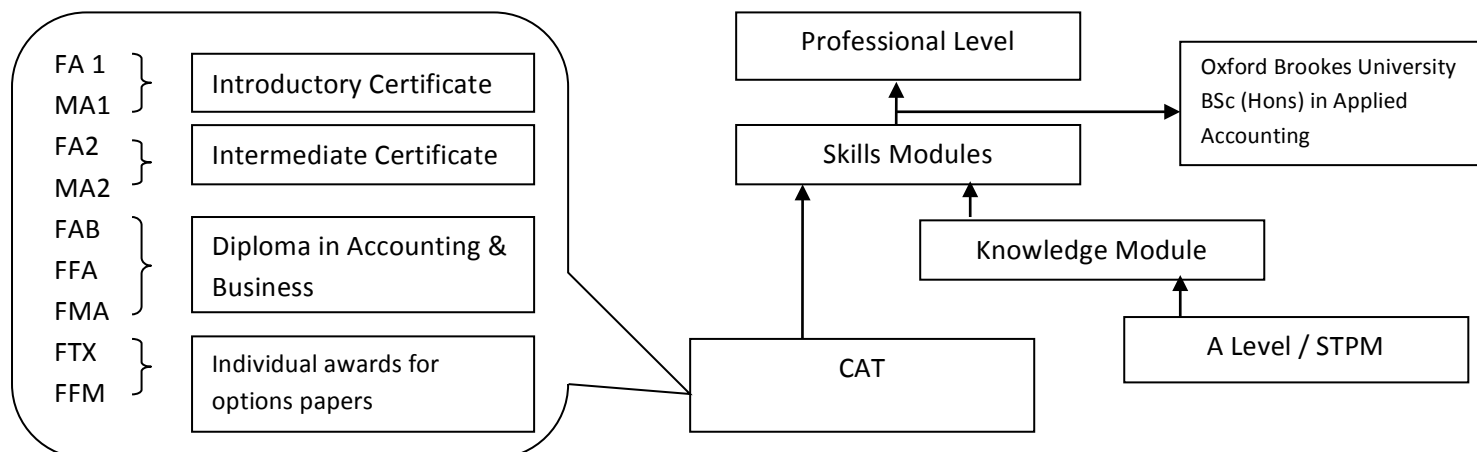 FA 1
MA1
Introductory Certificate
FA2
MA2
Intermediate Certificate
FAB
FFA
FMA
Diploma in Accounting &
Business
FTX
FFM
Individual awards for
options papers
Professional Level
Oxford Brookes University
BSc (Hons) in Applied
Accounting
Skills Modules
Knowledge Module
A Level / STPM
CAT